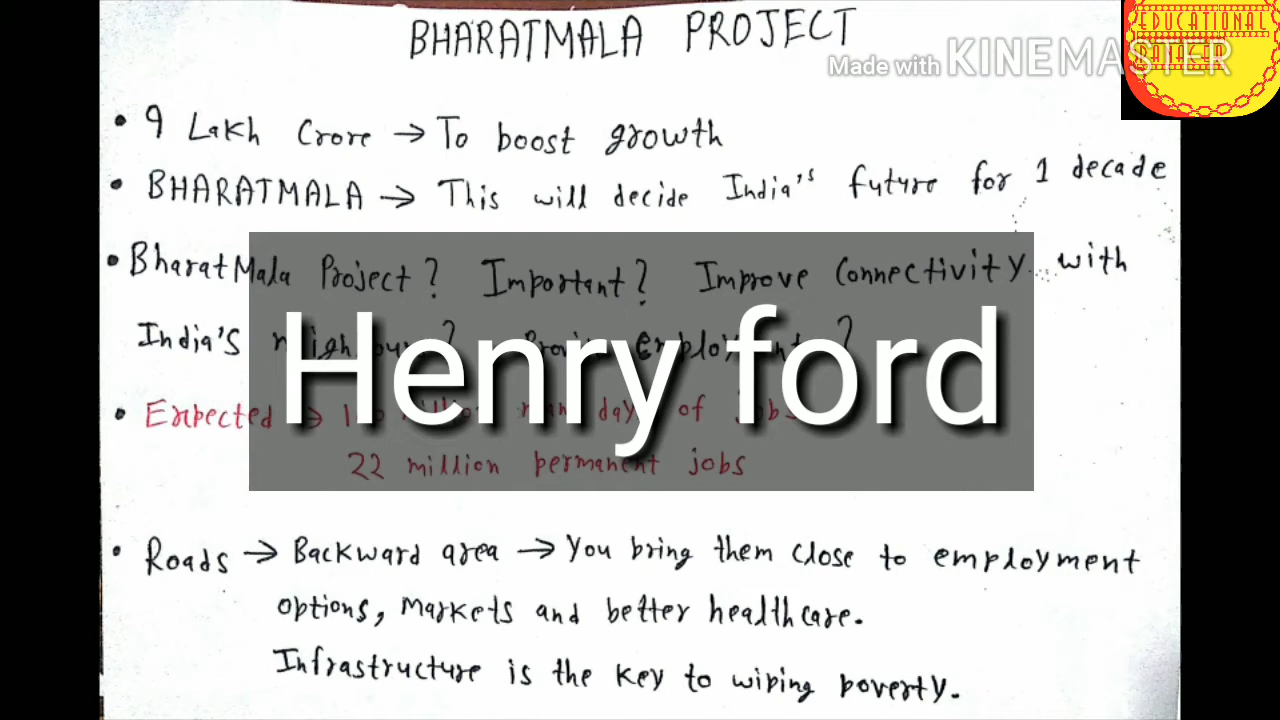 BHARATMALA PROJECT
EDUCATIONAL
Made with KINEMASTER
• 9 Lakh Crore → To boost growth
• BHARATMALA → This will decide India's future for 1 decade
• BharatMala Project? Important? Improve Connectivity with
India's
Henry ford
• Expected → of
22 million permanent jobs
• Roads → Backward area → You bring them close to employment
options, Markets and better healthcare.
Infrastructure is the key to wiping poverty.